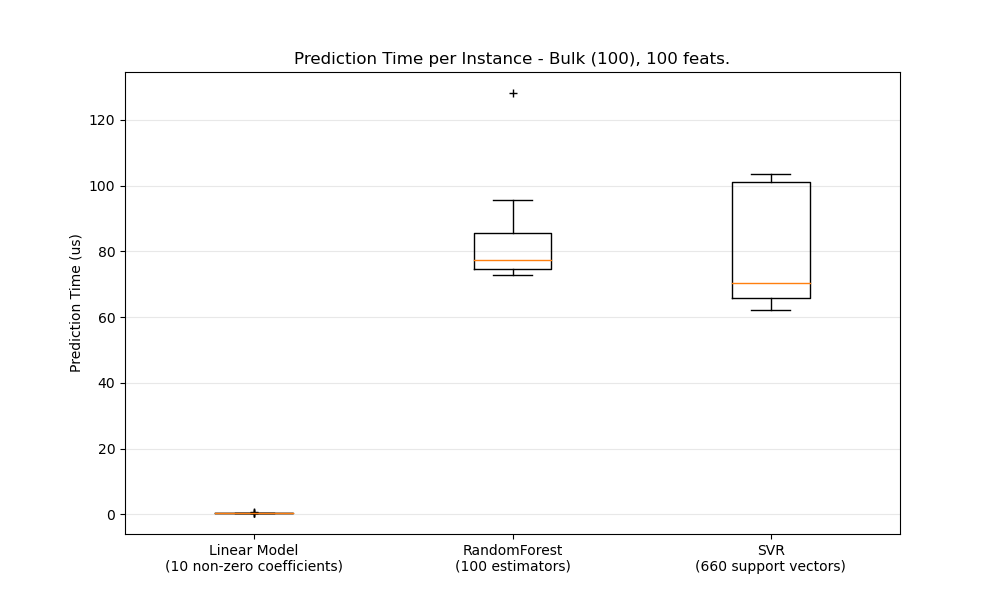 Prediction Time per Instance - Bulk (100), 100 feats.
Prediction Time (us)
120
100
80
60
40
20
0
Linear Model
(10 non-zero coefficients)
RandomForest
(100 estimators)
SVR
(660 support vectors)